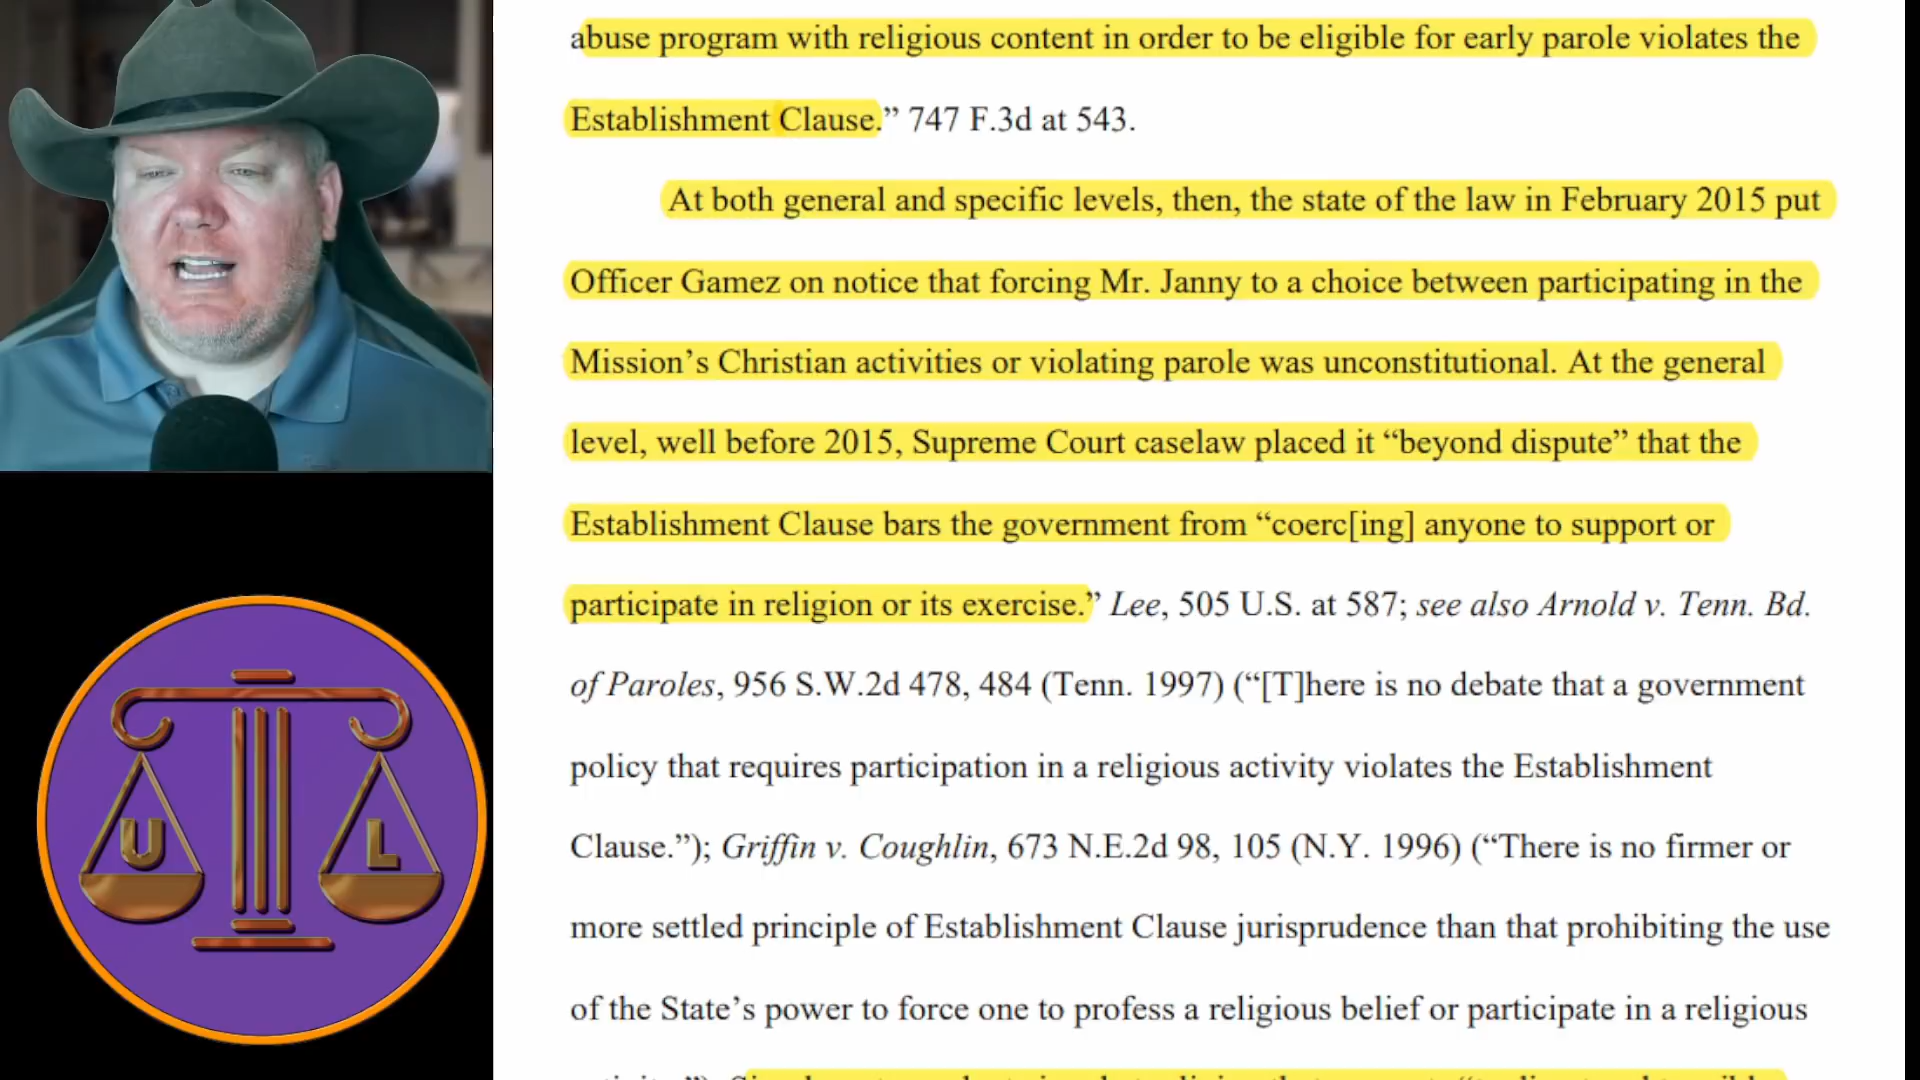 abuse program with religious content in order to be eligible for early parole violates the
Establishment Clause.” 747 F.3d at 543.
At both general and specific levels, then, the state of the law in February 2015 put
Officer Gamez on notice that forcing Mr. Janny to a choice between participating in the
Mission’s Christian activities or violating parole was unconstitutional. At the general
level, well before 2015, Supreme Court caselaw placed it “beyond dispute” that the
Establishment Clause bars the government from “coerc[ing] anyone to support or
participate in religion or its exercise.” Lee, 505 U.S. at 587; see also Arnold v. Tenn. Bd.
of Paroles, 956 S.W.2d 478, 484 (Tenn. 1997) (“[T]here is no debate that a government
policy that requires participation in a religious activity violates the Establishment
Clause.”); Griffin v. Coughlin, 673 N.E.2d 98, 105 (N.Y. 1996) (“There is no firmer or
more settled principle of Establishment Clause jurisprudence than that prohibiting the use
of the State’s power to force one to profess a religious belief or participate in a religious
U L